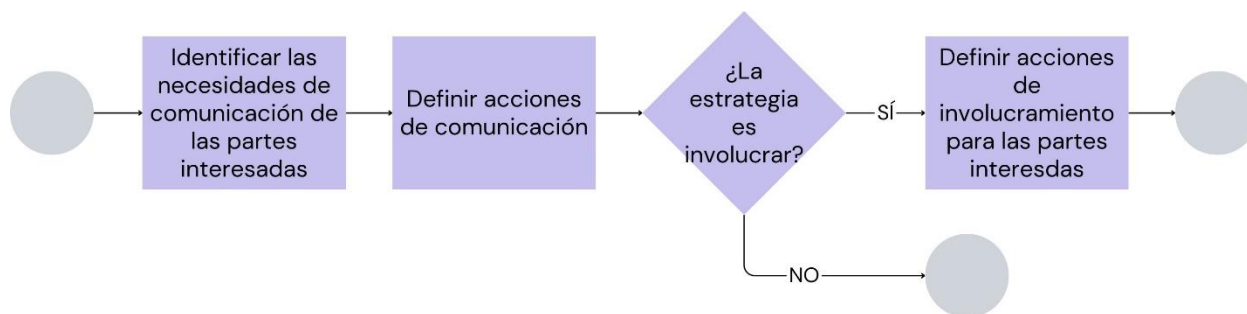 Identificar las
necesidades de
comunicación de
las partes
interesadas
Definir acciones
de comunicación
¿La
estrategia
es
involucrar?
SÍ
Definir acciones
de
involucramiento
para las partes
interesdas
NO